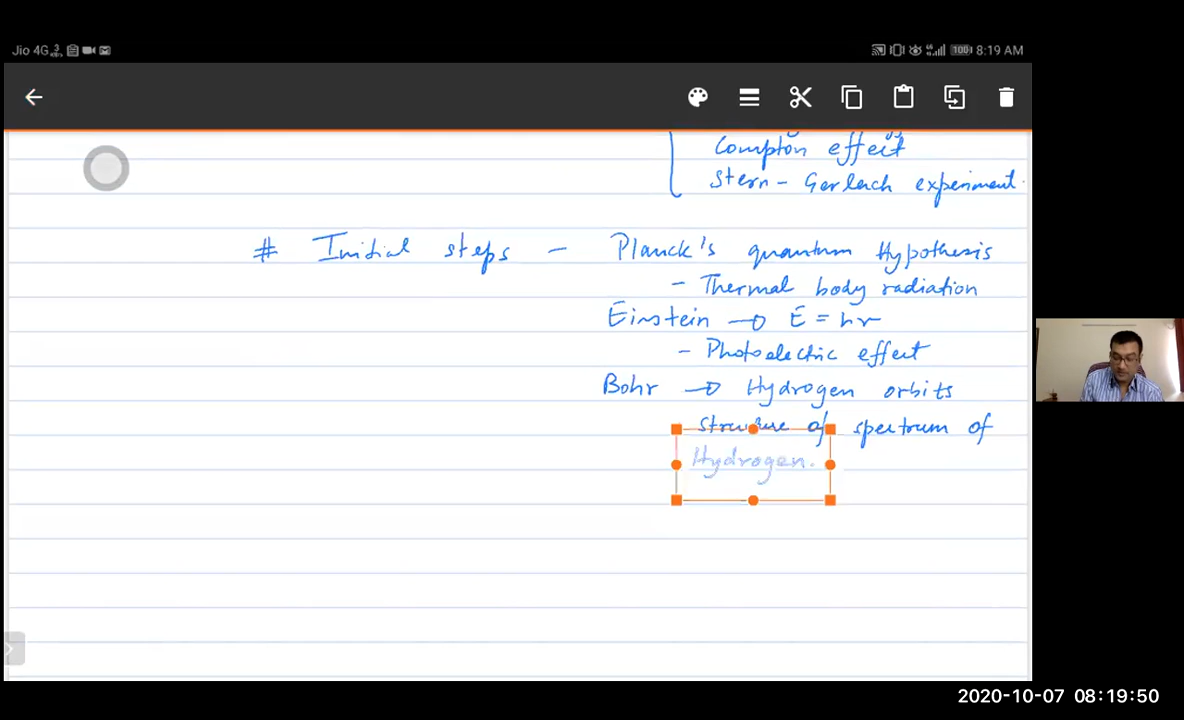 Jio 4G
100 8:19 AM
Compton effect
Stern - Gerlach experiment.
# Initial steps - Planck's quantum Hypothesis
- Thermal body radiation
Einstein → E = hν
- Photoelectric effect
Bohr → Hydrogen orbits
structure of spectrum of
Hydrogen.
2020-10-07 08:19:50